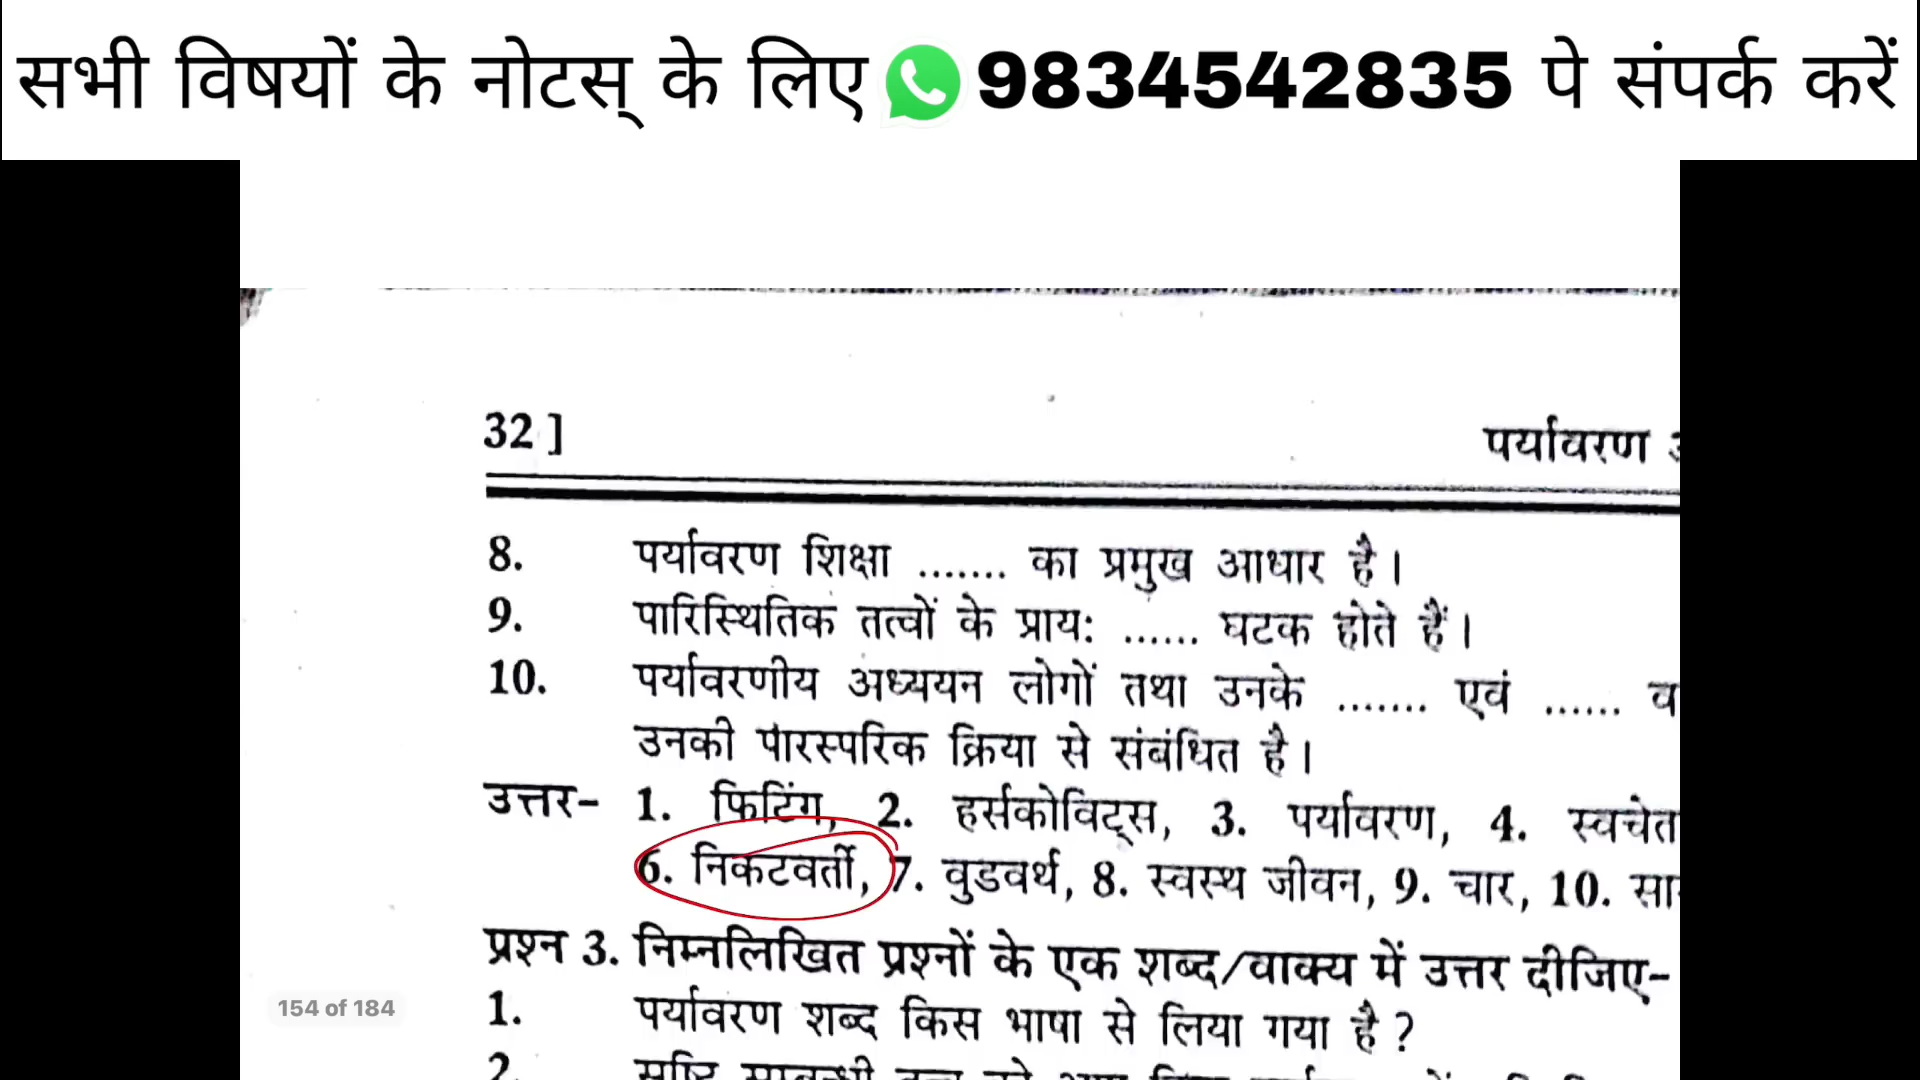 सभी विषयों के नोटस् के लिए 9834542835 पे संपर्क करें
32 ]
पर्यावरण
8. पर्यावरण शिक्षा ....... का प्रमुख आधार है।
9. पारिस्थितिक तत्वों के प्राय: ...... घटक होते हैं।
10. पर्यावरणीय अध्ययन लोगों तथा उनके ....... एवं ......
उनकी पारस्परिक क्रिया से संबंधित है।
उत्तर- 1. फिटिंग, 2. हर्सकोविट्स, 3. पर्यावरण, 4.
6. निकटवर्ती, 7. वुडवर्थ, 8. स्वस्थ जीवन, 9. चार, 10.
प्रश्न 3. निम्नलिखित प्रश्नों के एक शब्द/वाक्य में उत्तर दीजिए-
1. पर्यावरण शब्द किस भाषा से लिया गया है ?
2.
154 of 184